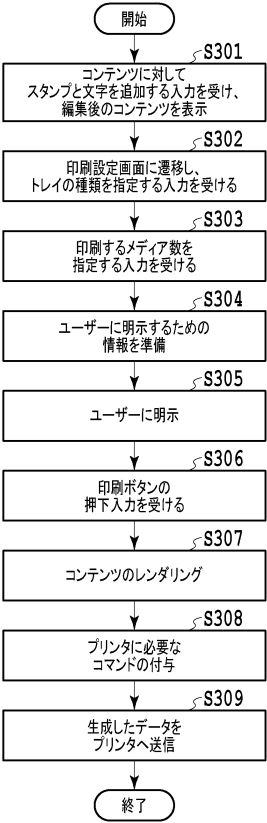 開始
S301
コンテンツに対して
スタンプと文字を追加する入力を受け、
編集後のコンテンツを表示
S302
印刷設定画面に遷移し、
トレイの種類を指定する入力を受ける
S303
印刷するメディア数を
指定する入力を受ける
S304
ユーザーに明示するための
情報を準備
S305
ユーザーに明示
S306
印刷ボタンの
押下入力を受ける
S307
コンテンツのレンダリング
S308
プリンタに必要な
コマンドの付与
S309
生成したデータを
プリンタへ送信
終了